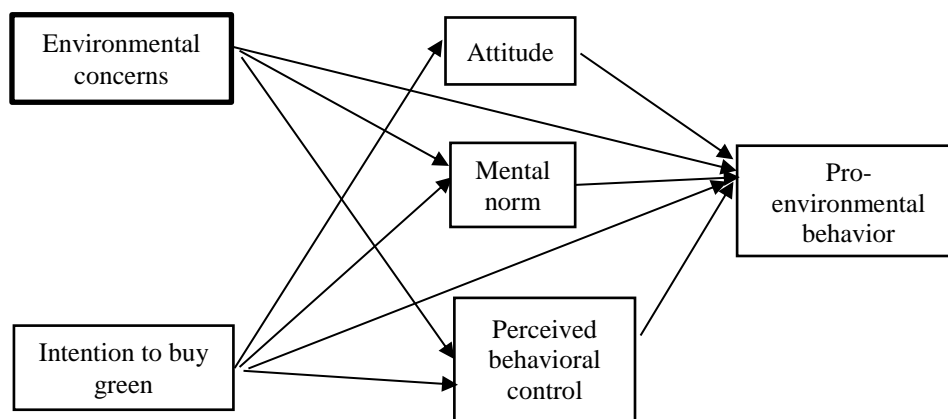 Environmental
concerns
Attitude
Mental
norm
Pro-
environmental
behavior
Intention to buy
green
Perceived
behavioral
control